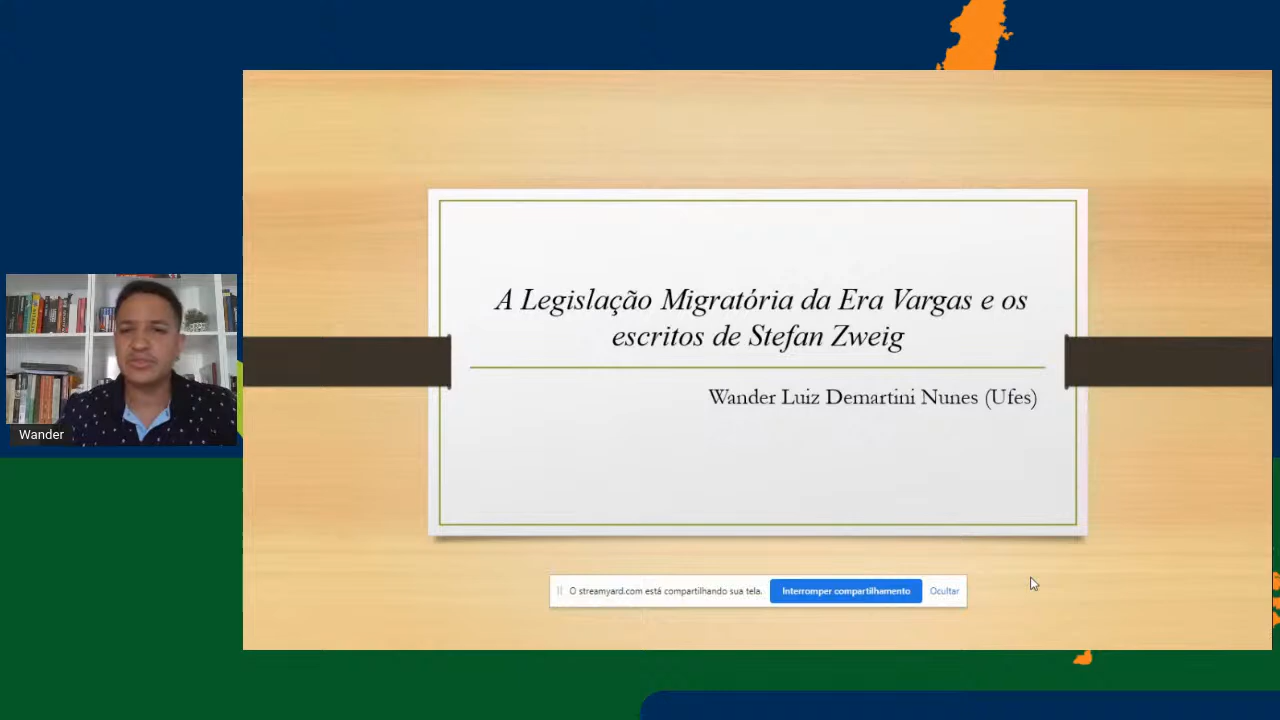 A Legislação Migratória da Era Vargas e os
escritos de Stefan Zweig
Wander Luiz Demartini Nunes (Ufes)
Wander
O streamyard.com está compartilhando sua tela.
Interromper compartilhamento
Ocultar